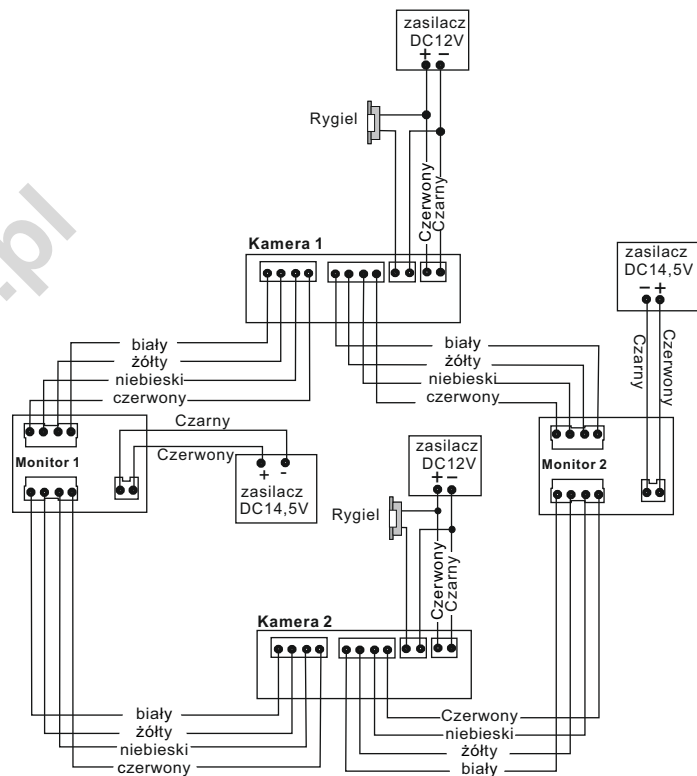 zasilacz
DC12V
+ −
Rygiel
Czerwony
Czarny
.pl
Kamera 1
zasilacz
DC14,5V
− +
Czarny
Czerwony
biały
żółty
niebieski
czerwony
biały
żółty
niebieski
czerwony
Monitor 1
Czarny
Czerwony
+ -
zasilacz
DC14,5V
zasilacz
DC12V
+ −
Rygiel
Czerwony
Czarny
Monitor 2
Kamera 2
biały
żółty
niebieski
czerwony
Czerwony
niebieski
żółty
biały